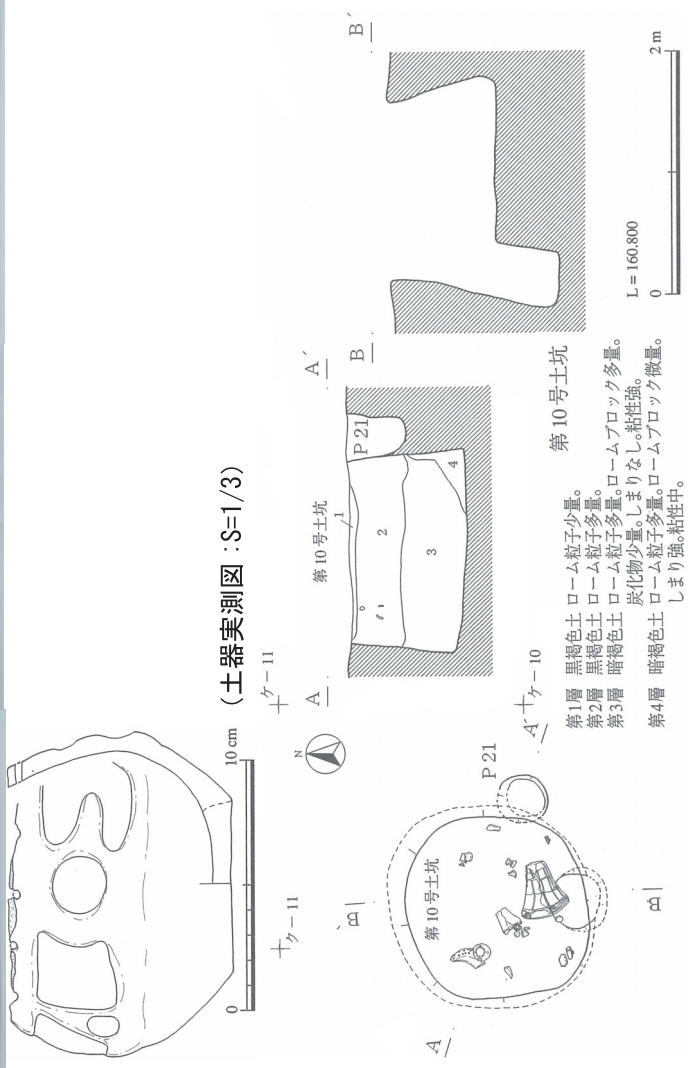 0
10 cm
(土器実測図:S=1/3)
ケ-11
ケ-11
N
B´
B
第10号土坑
A
A´
P 21
ケ-10
第10号土坑
A
A´
1
2
3
4
P 21
B
B´
第10号土坑
第1層 黒褐色土 ローム粒子少量。
第2層 黒褐色土 ローム粒子多量。
第3層 暗褐色土 ローム粒子多量。ロームブロック多量。
炭化物少量。しまりなし。粘性強。
第4層 暗褐色土 ローム粒子多量。ロームブロック微量。
しまり強。粘性中。
L=160.800
0
2 m